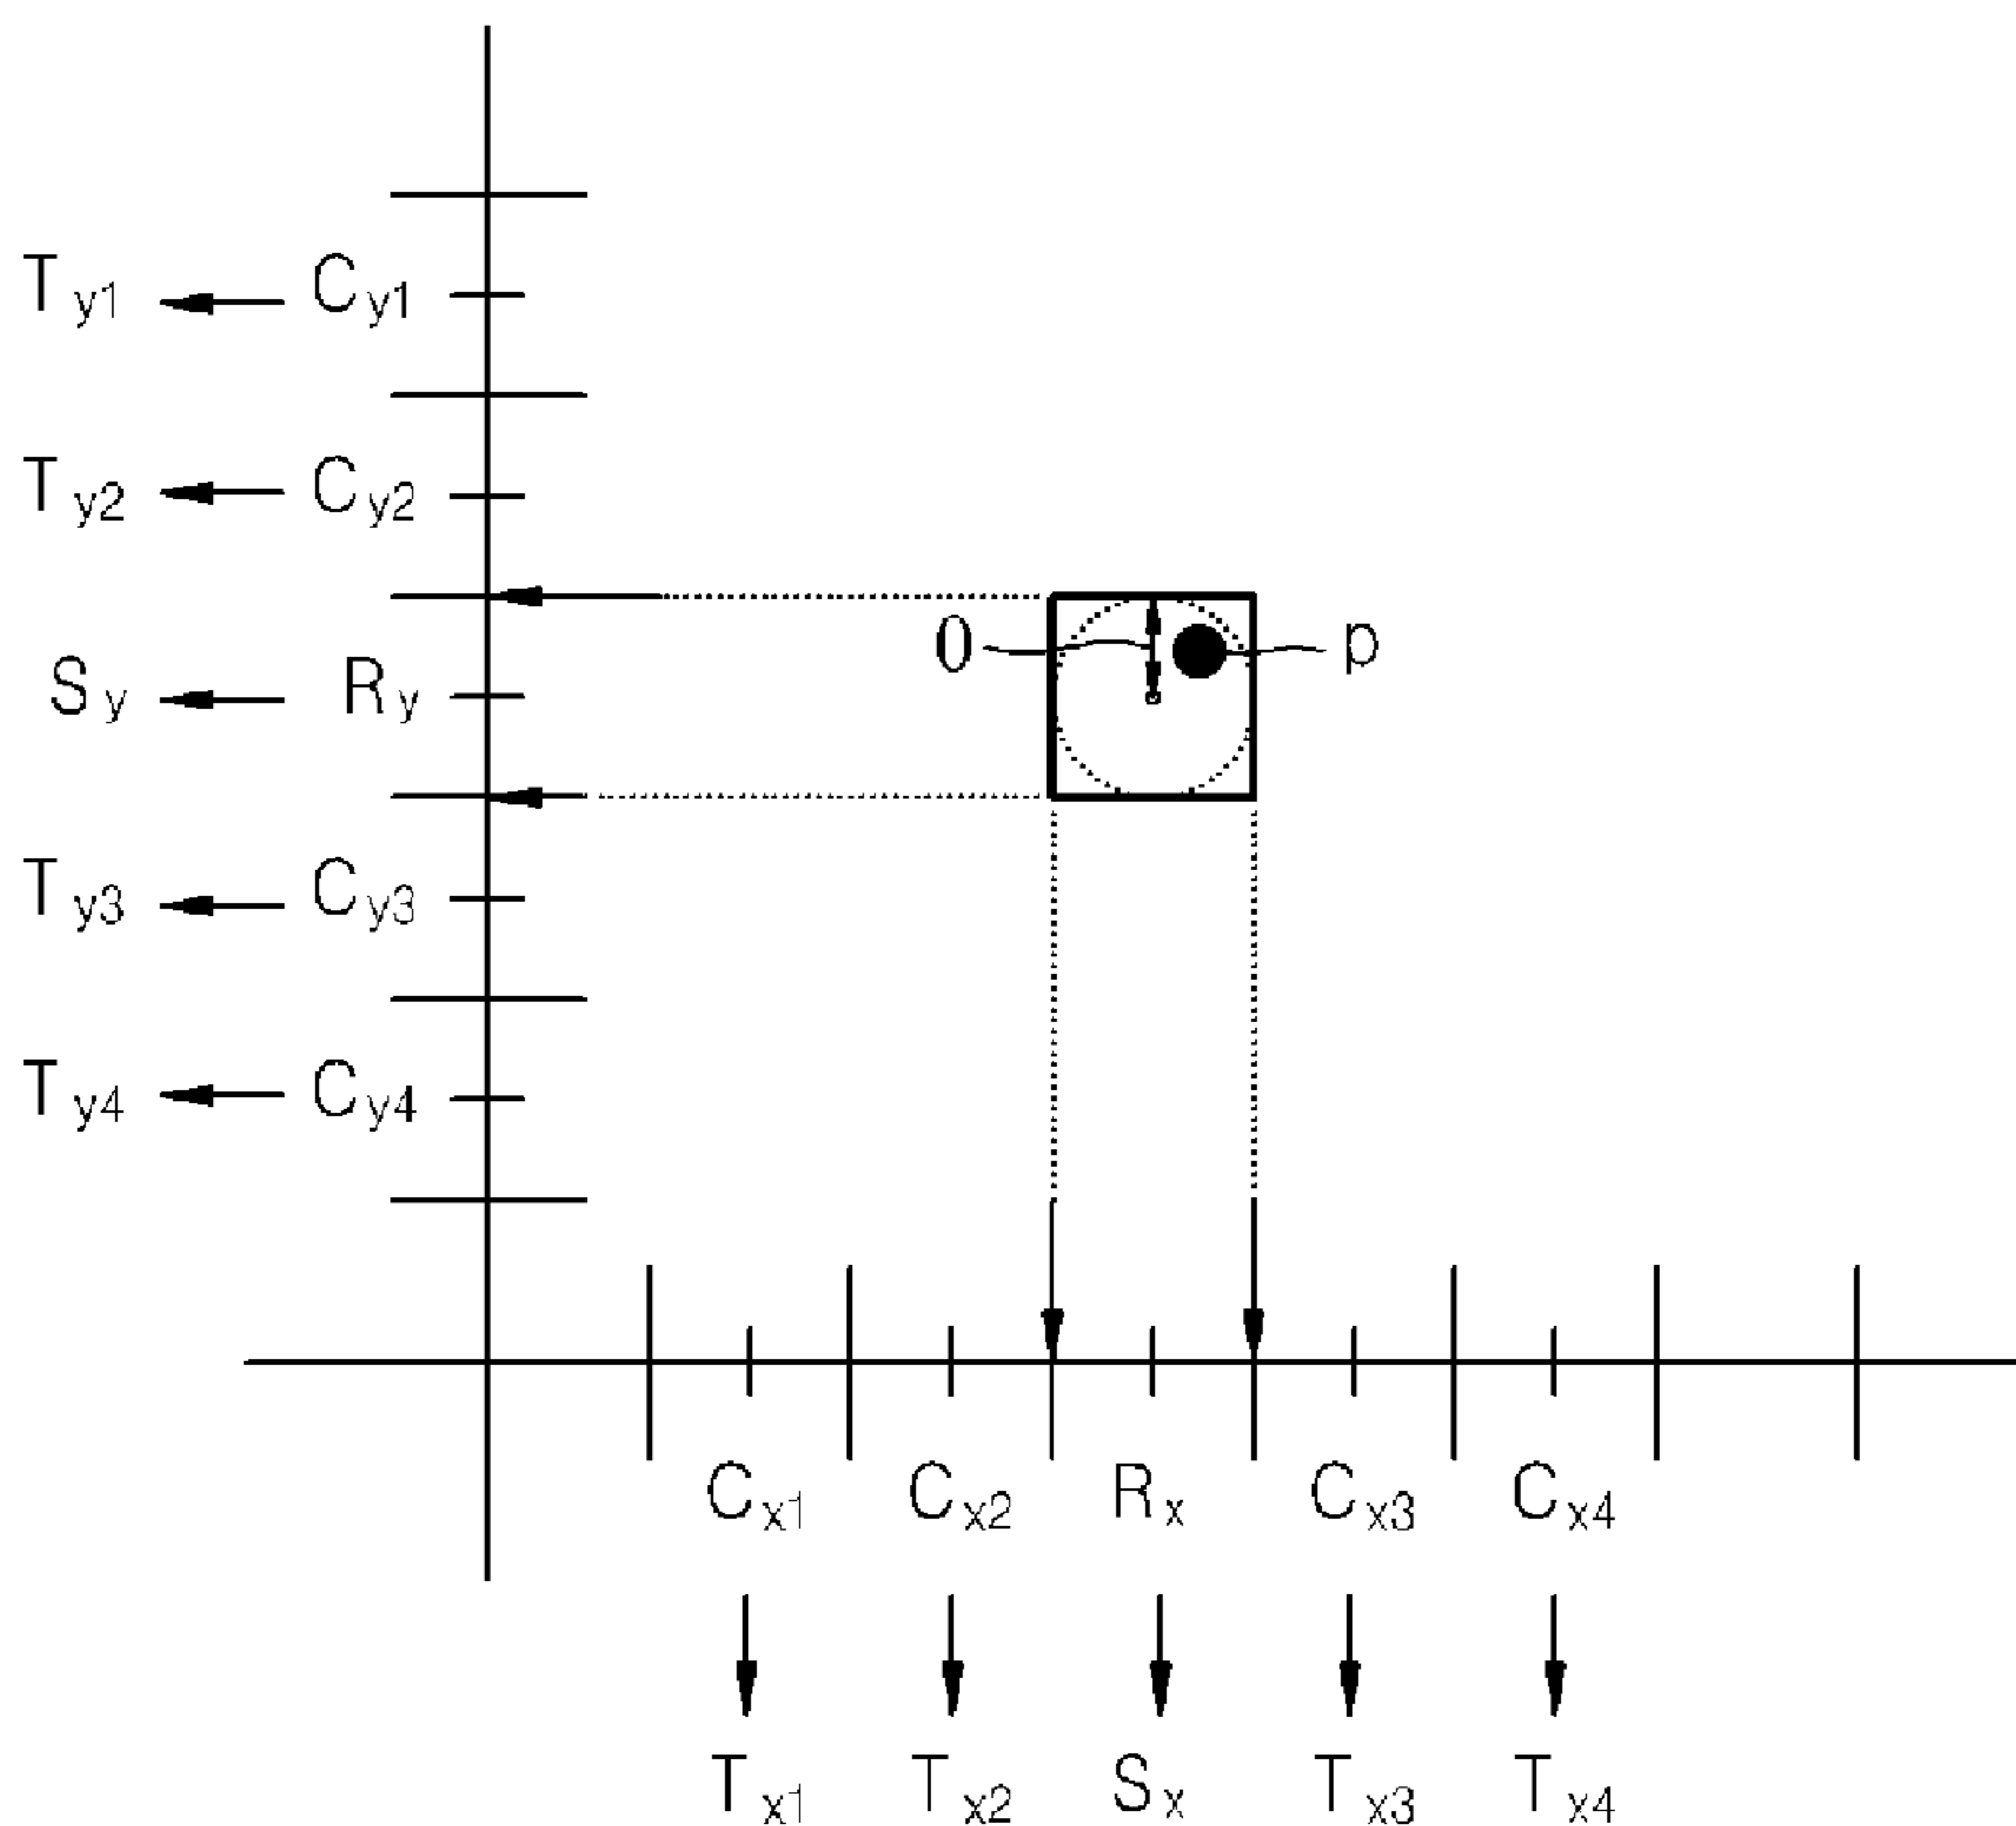 Ty1 Cy1
Ty2 Cy2
0 p
Sy Ry
Ty3 Cy3
Ty4 Cy4
Cx1 Cx2 Rx Cx3 Cx4
Tx1 Tx2 Sx Tx3 Tx4